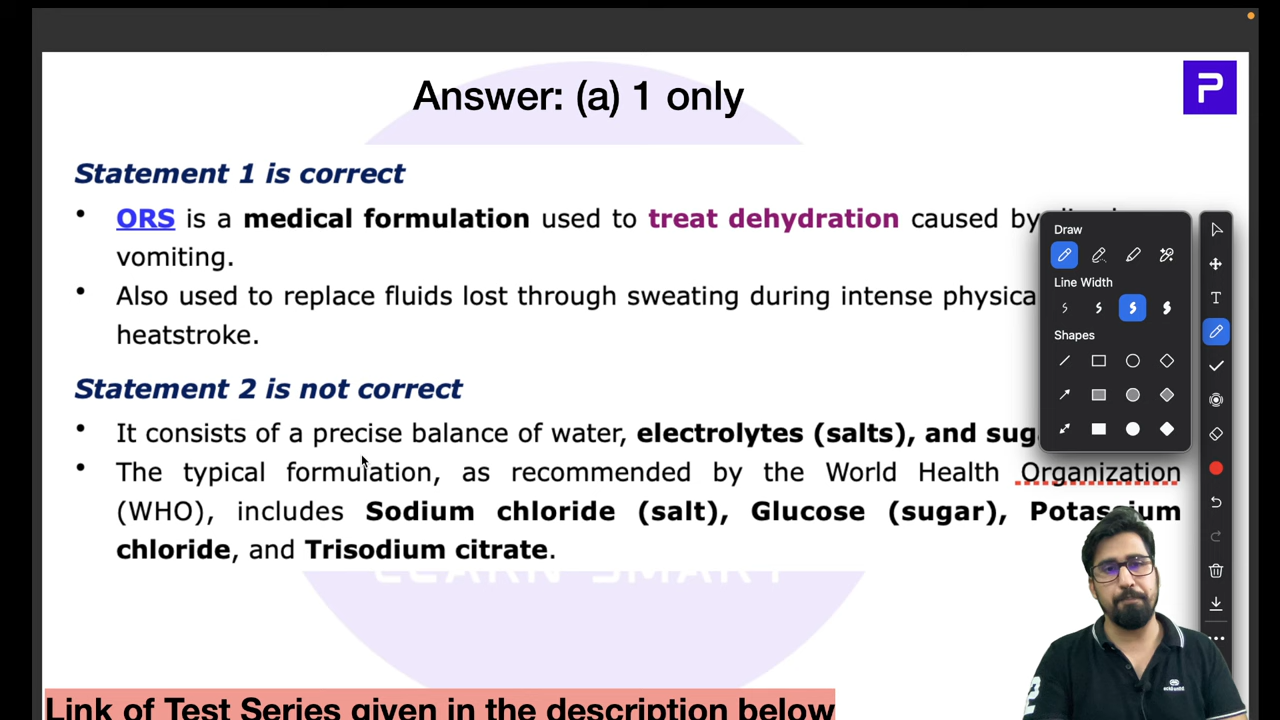 Answer: (a) 1 only
Statement 1 is correct
• ORS is a medical formulation used to treat dehydration caused by
vomiting.
• Also used to replace fluids lost through sweating during intense
heatstroke.
Statement 2 is not correct
• It consists of a precise balance of water, electrolytes (salts), and
• The typical formulation, as recommended by the World Health Organization
(WHO), includes Sodium chloride (salt), Glucose (sugar), Potassium
chloride, and Trisodium citrate.
LEARN SMART
Link of Test Series given in the description below
P
Draw
Line Width
Shapes
T